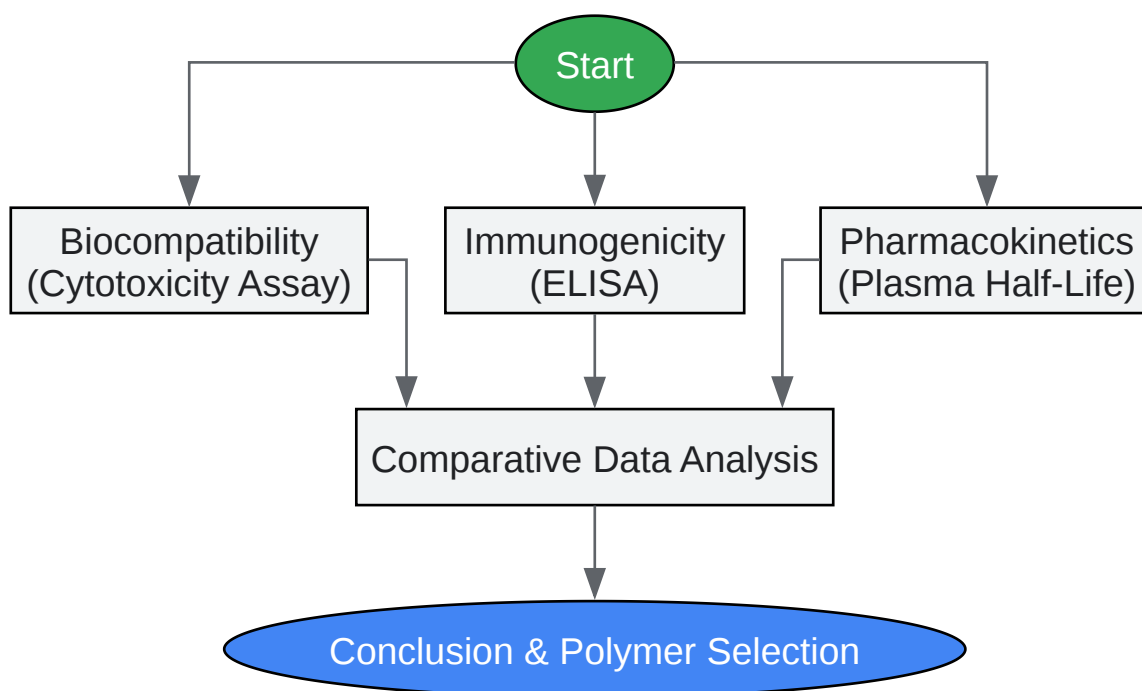 Start
Biocompatibility
(Cytotoxicity Assay)
Immunogenicity
(ELISA)
Pharmacokinetics
(Plasma Half-Life)
Comparative Data Analysis
Conclusion & Polymer Selection